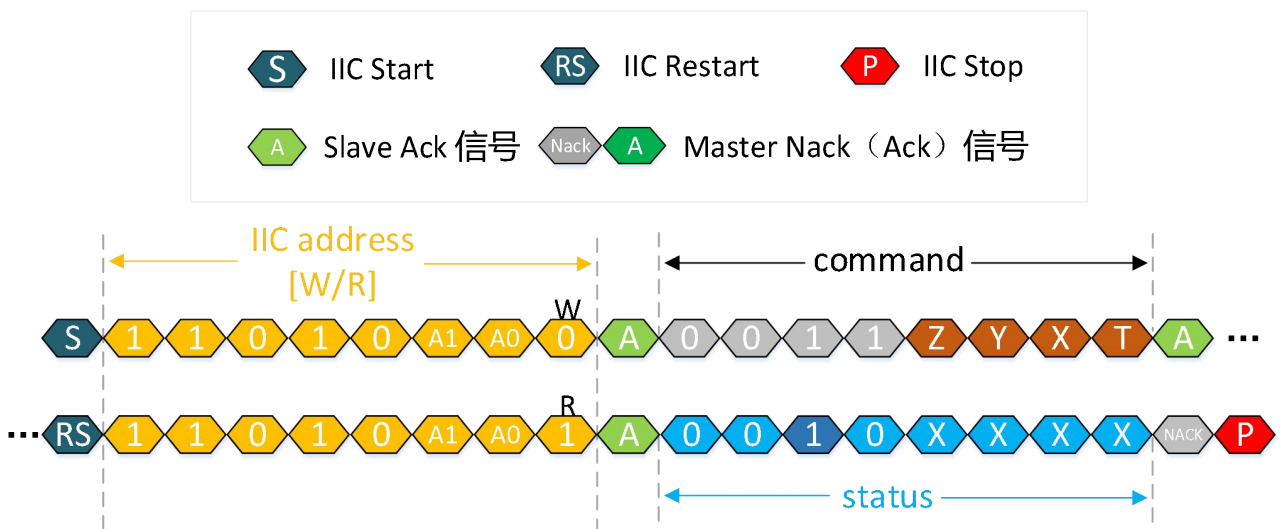 S IIC Start RS IIC Restart P IIC Stop
A Slave Ack 信号 Nack A Master Nack（Ack）信号
IIC address
[W/R]
command
W
S 1 1 0 1 0 A1 A0 0 A 0 0 1 1 Z Y X T A ...
R
... RS 1 1 0 1 0 A1 A0 1 A 0 0 1 0 X X X X NACK P
status